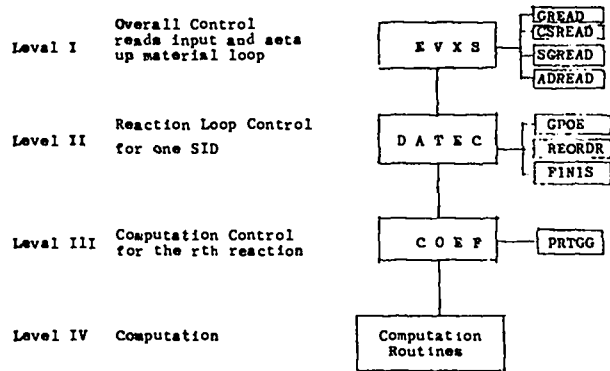 Level I
Overall Control
reads input and aeta
up material loop
E V X S
GREAD
CSREAD
SGREAD
ADREAD
Level II
Reaction Loop Control
for one SID
D A T E C
GPOE
REORDR
FINIS
Level III
Computation Control
for the rth reaction
C O E F
PRTGG
Level IV
Computation
Computation
Routines